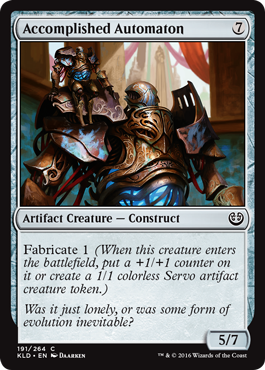 Accomplished Automaton 7
Artifact Creature — Construct
Fabricate 1 (When this creature enters
the battlefield, put a +1/+1 counter on
it or create a 1/1 colorless Servo artifact
creature token.)
Was it just lonely, or was some form of
evolution inevitable?
5/7
191/264 C
KLD • EN DAARKEN
™ & © 2016 Wizards of the Coast